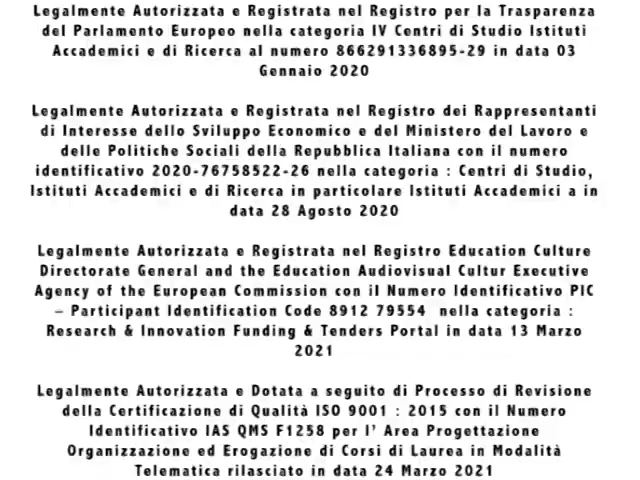 Legalmente Autorizzata e Registrata nel Registro per la Trasparenza
del Parlamento Europeo nella categoria IV Centri di Studio Istituti
Accademici e di Ricerca al numero 866291336895-29 in data 03
Gennaio 2020
Legalmente Autorizzata e Registrata nel Registro dei Rappresentanti
di Interesse dello Sviluppo Economico e del Ministero del Lavoro e
delle Politiche Sociali della Repubblica Italiana con il numero
identificativo 2020-76758522-26 nella categoria : Centri di Studio,
Istituti Accademici e di Ricerca in particolare Istituti Accademici a in
data 28 Agosto 2020
Legalmente Autorizzata e Registrata nel Registro Education Culture
Directorate General and the Education Audiovisual Cultur Executive
Agency of the European Commission con il Numero Identificativo PIC
– Participant Identification Code 8912 79554 nella categoria :
Research & Innovation Funding & Tenders Portal in data 13 Marzo
2021
Legalmente Autorizzata e Dotata a seguito di Processo di Revisione
della Certificazione di Qualità ISO 9001 : 2015 con il Numero
Identificativo IAS QMS F1258 per l’ Area Progettazione
Organizzazione ed Erogazione di Corsi di Laurea in Modalità
Telematica rilasciato in data 24 Marzo 2021